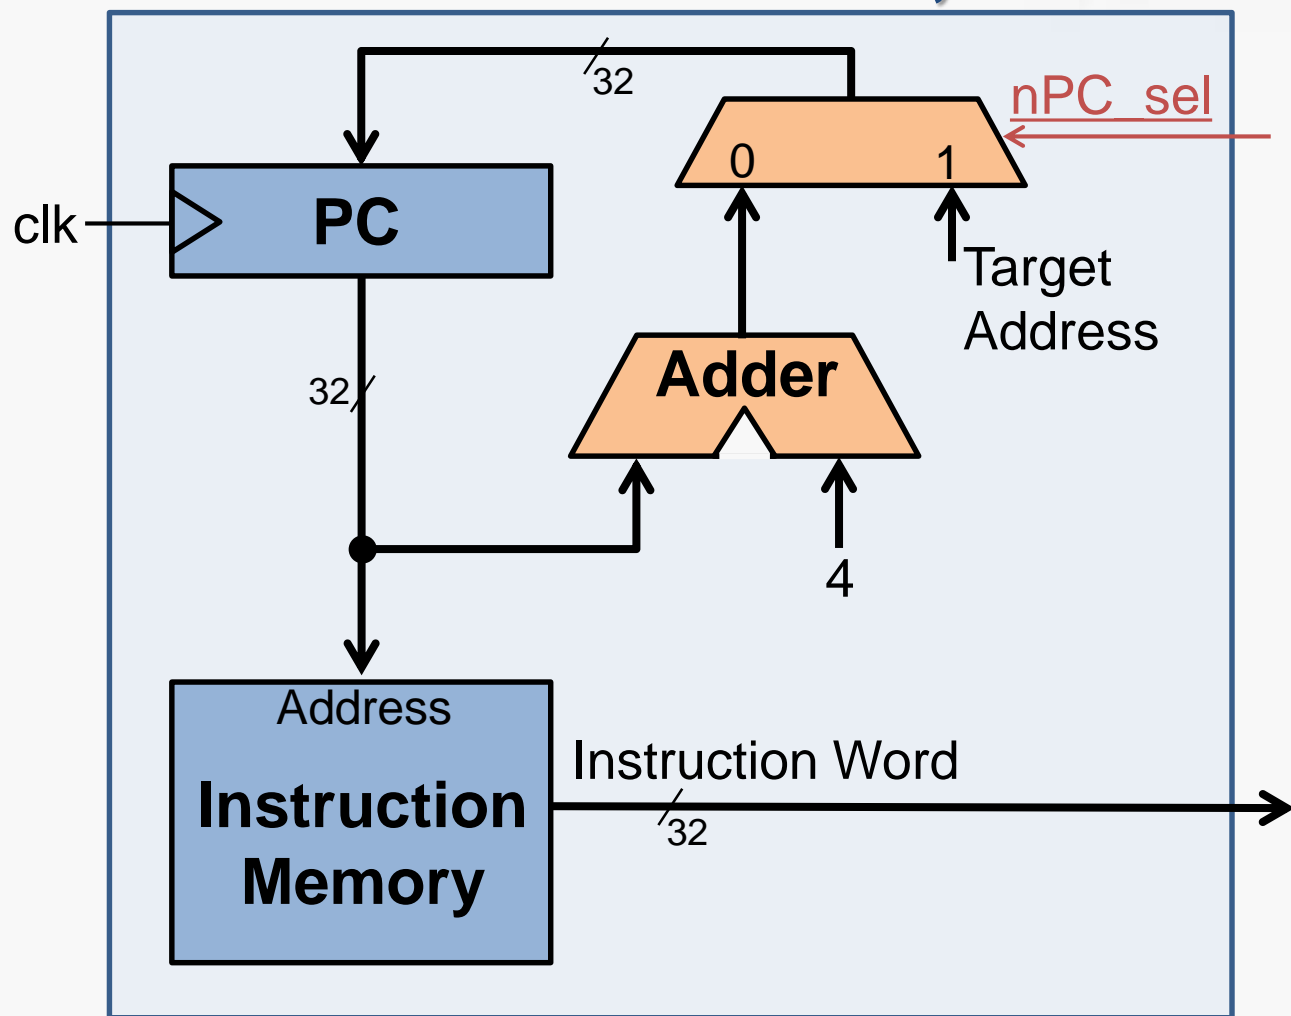 32
nPC_sel
0
1
clk
PC
Target
Address
Adder
32
4
Address
Instruction Word
Instruction
32
Memory